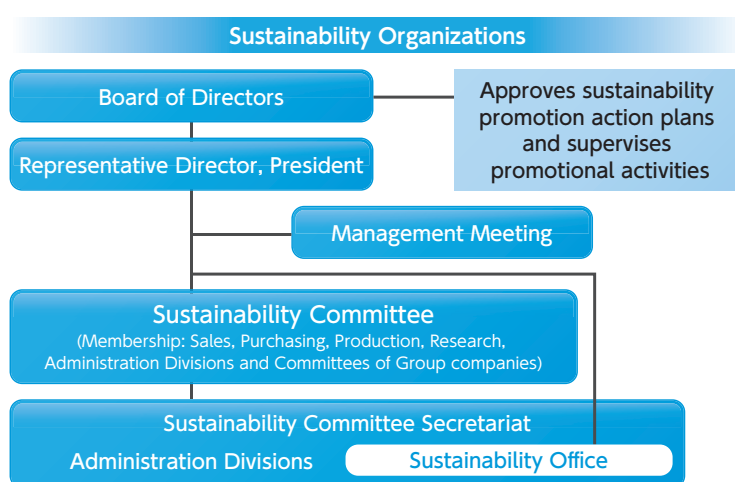 Sustainability Organizations
Board of Directors
Approves sustainability
promotion action plans
and supervises
promotional activities
Representative Director, President
Management Meeting
Sustainability Committee
(Membership: Sales, Purchasing, Production, Research,
Administration Divisions and Committees of Group companies)
Sustainability Committee Secretariat
Administration Divisions
Sustainability Office